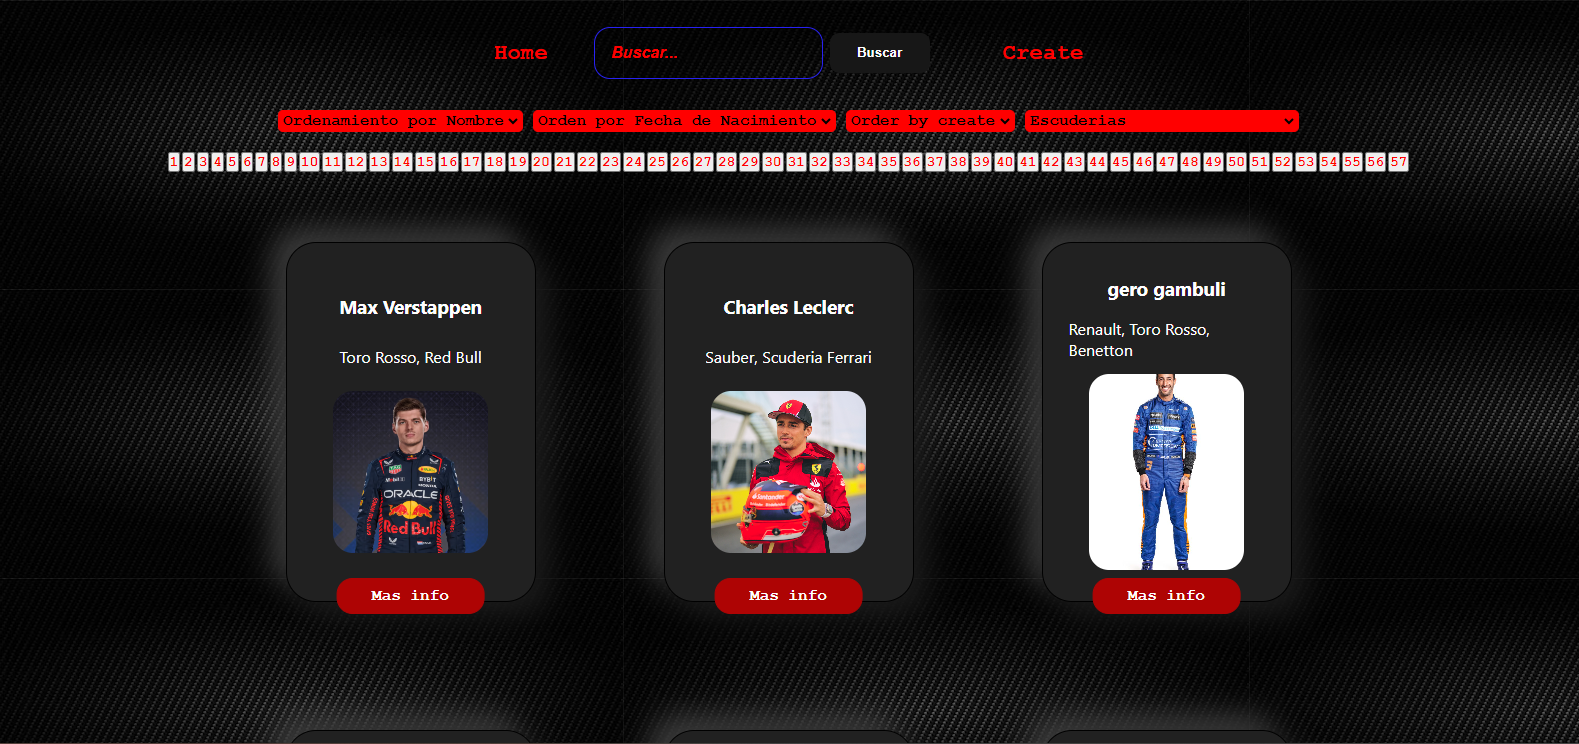 Home Buscar... Buscar Create
Ordenamiento por Nombre Orden por Fecha de Nacimiento Order by create Escuderias
1 2 3 4 5 6 7 8 9 10 11 12 13 14 15 16 17 18 19 20 21 22 23 24 25 26 27 28 29 30 31 32 33 34 35 36 37 38 39 40 41 42 43 44 45 46 47 48 49 50 51 52 53 54 55 56 57
Max Verstappen
Toro Rosso, Red Bull
BYBIT
ORACLE
Red Bull
Mas info
Charles Leclerc
Sauber, Scuderia Ferrari
Santander
Mas info
gero gambuli
Renault, Toro Rosso,
Benetton
Mas info